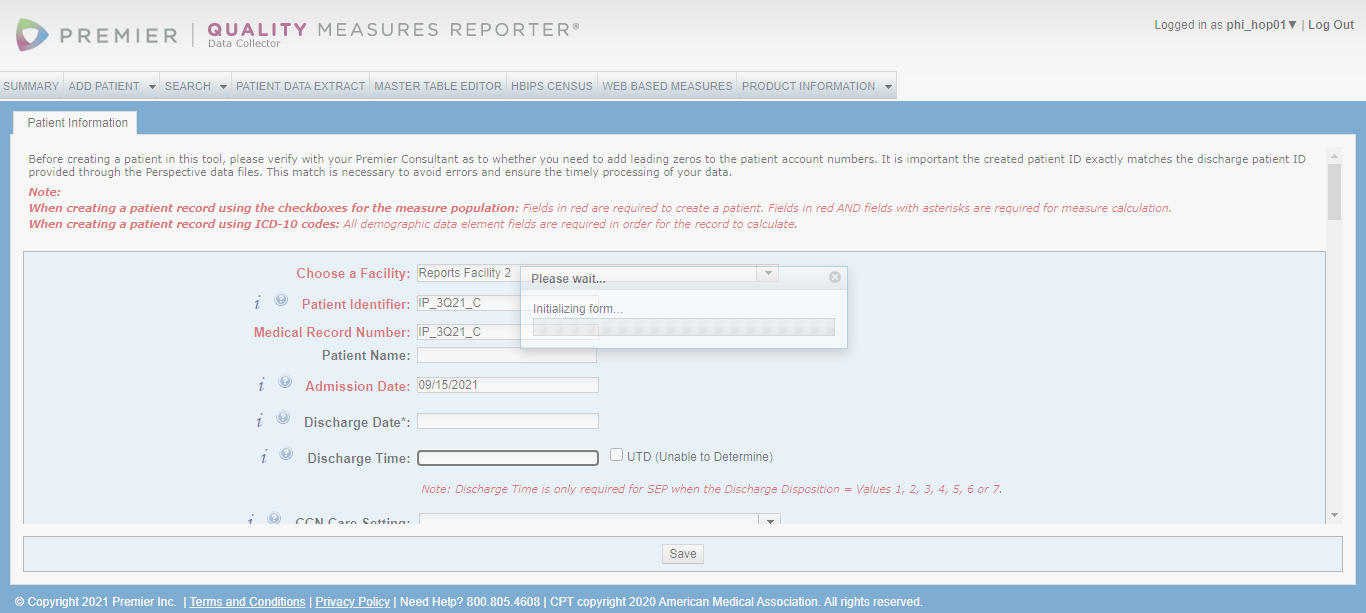 PREMIER
QUALITY MEASURES REPORTER®
Data Collector
Logged in as phi_hop01▼ | Log Out
SUMMARY ADD PATIENT SEARCH PATIENT DATA EXTRACT MASTER TABLE EDITOR HBIPS CENSUS WEB BASED MEASURES PRODUCT INFORMATION
Patient Information
Before creating a patient in this tool, please verify with your Premier Consultant as to whether you need to add leading zeros to the patient account numbers. It is important the created patient ID exactly matches the discharge patient ID
provided through the Perspective data files. This match is necessary to avoid errors and ensure the timely processing of your data.
Note:
When creating a patient record using the checkboxes for the measure population: Fields in red are required to create a patient. Fields in red AND fields with asterisks are required for measure calculation.
When creating a patient record using ICD-10 codes: All demographic data element fields are required in order for the record to calculate.
Choose a Facility: Reports Facility 2
Please wait...
Initializing form...
i ? Patient Identifier: IP_3Q21_C
Medical Record Number: IP_3Q21_C
Patient Name:
i ? Admission Date: 09/15/2021
i ? Discharge Date*:
i ? Discharge Time: UTD (Unable to Determine)
Note: Discharge Time is only required for SEP when the Discharge Disposition = Values 1, 2, 3, 4, 5, 6 or 7.
i ? CCN Care Setting:
Save
© Copyright 2021 Premier Inc. | Terms and Conditions | Privacy Policy | Need Help? 800.805.4608 | CPT copyright 2020 American Medical Association. All rights reserved.